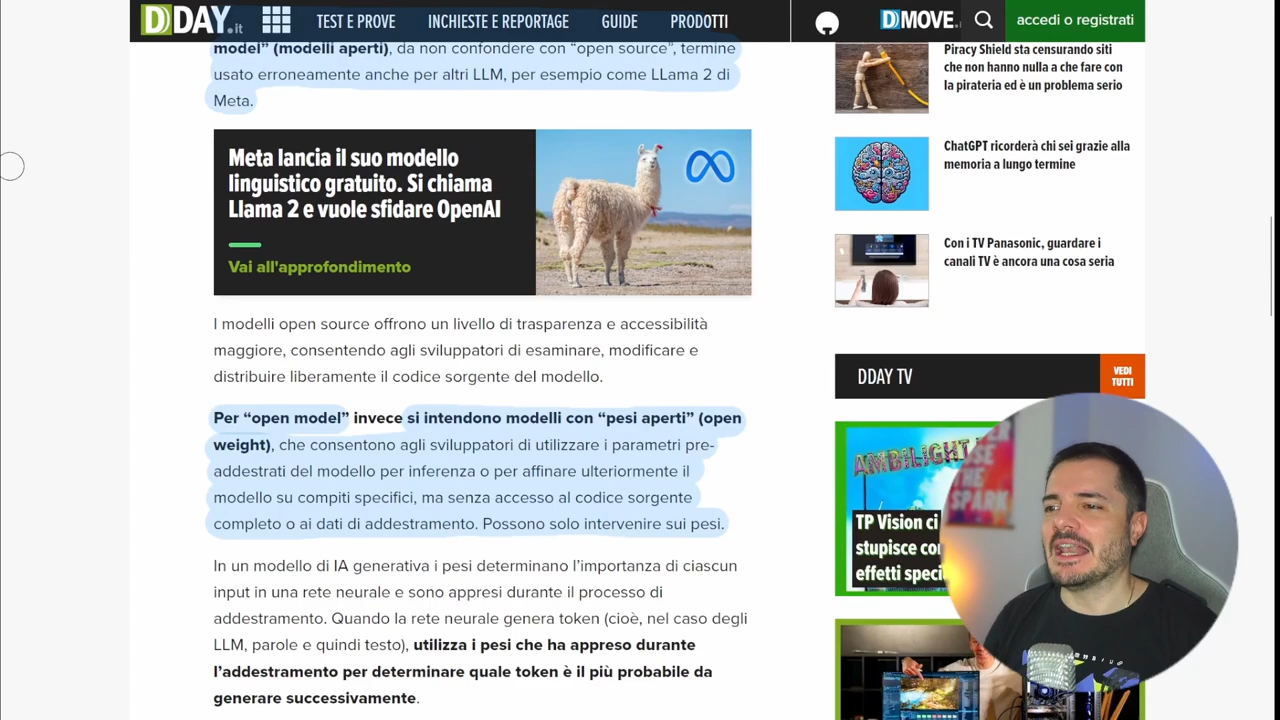 DDAY.it
TEST E PROVE
INCHIESTE E REPORTAGE
GUIDE
PRODOTTI
DMOVE.
accedi o registrati
model” (modelli aperti), da non confondere con “open source”, termine
usato erroneamente anche per altri LLM, per esempio come LLama 2 di
Meta.
Meta lancia il suo modello
linguistico gratuito. Si chiama
Llama 2 e vuole sfidare OpenAI
Vai all'approfondimento
I modelli open source offrono un livello di trasparenza e accessibilità
maggiore, consentendo agli sviluppatori di esaminare, modificare e
distribuire liberamente il codice sorgente del modello.
Per “open model” invece si intendono modelli con “pesi aperti” (open
weight), che consentono agli sviluppatori di utilizzare i parametri pre-
addestrati del modello per inferenza o per affinare ulteriormente il
modello su compiti specifici, ma senza accesso al codice sorgente
completo o ai dati di addestramento. Possono solo intervenire sui pesi.
In un modello di IA generativa i pesi determinano l’importanza di ciascun
input in una rete neurale e sono appresi durante il processo di
addestramento. Quando la rete neurale genera token (cioè, nel caso degli
LLM, parole e quindi testo), utilizza i pesi che ha appreso durante
l’addestramento per determinare quale token è il più probabile da
generare successivamente.
Piracy Shield sta censurando siti
che non hanno nulla a che fare con
la pirateria ed è un problema serio
ChatGPT ricorderà chi sei grazie alla
memoria a lungo termine
Con i TV Panasonic, guardare i
canali TV è ancora una cosa seria
DDAY TV
VEDI
TUTTI
AMBILIGHT
TP Vision ci
stupisce con
effetti speci
THE
SPARK